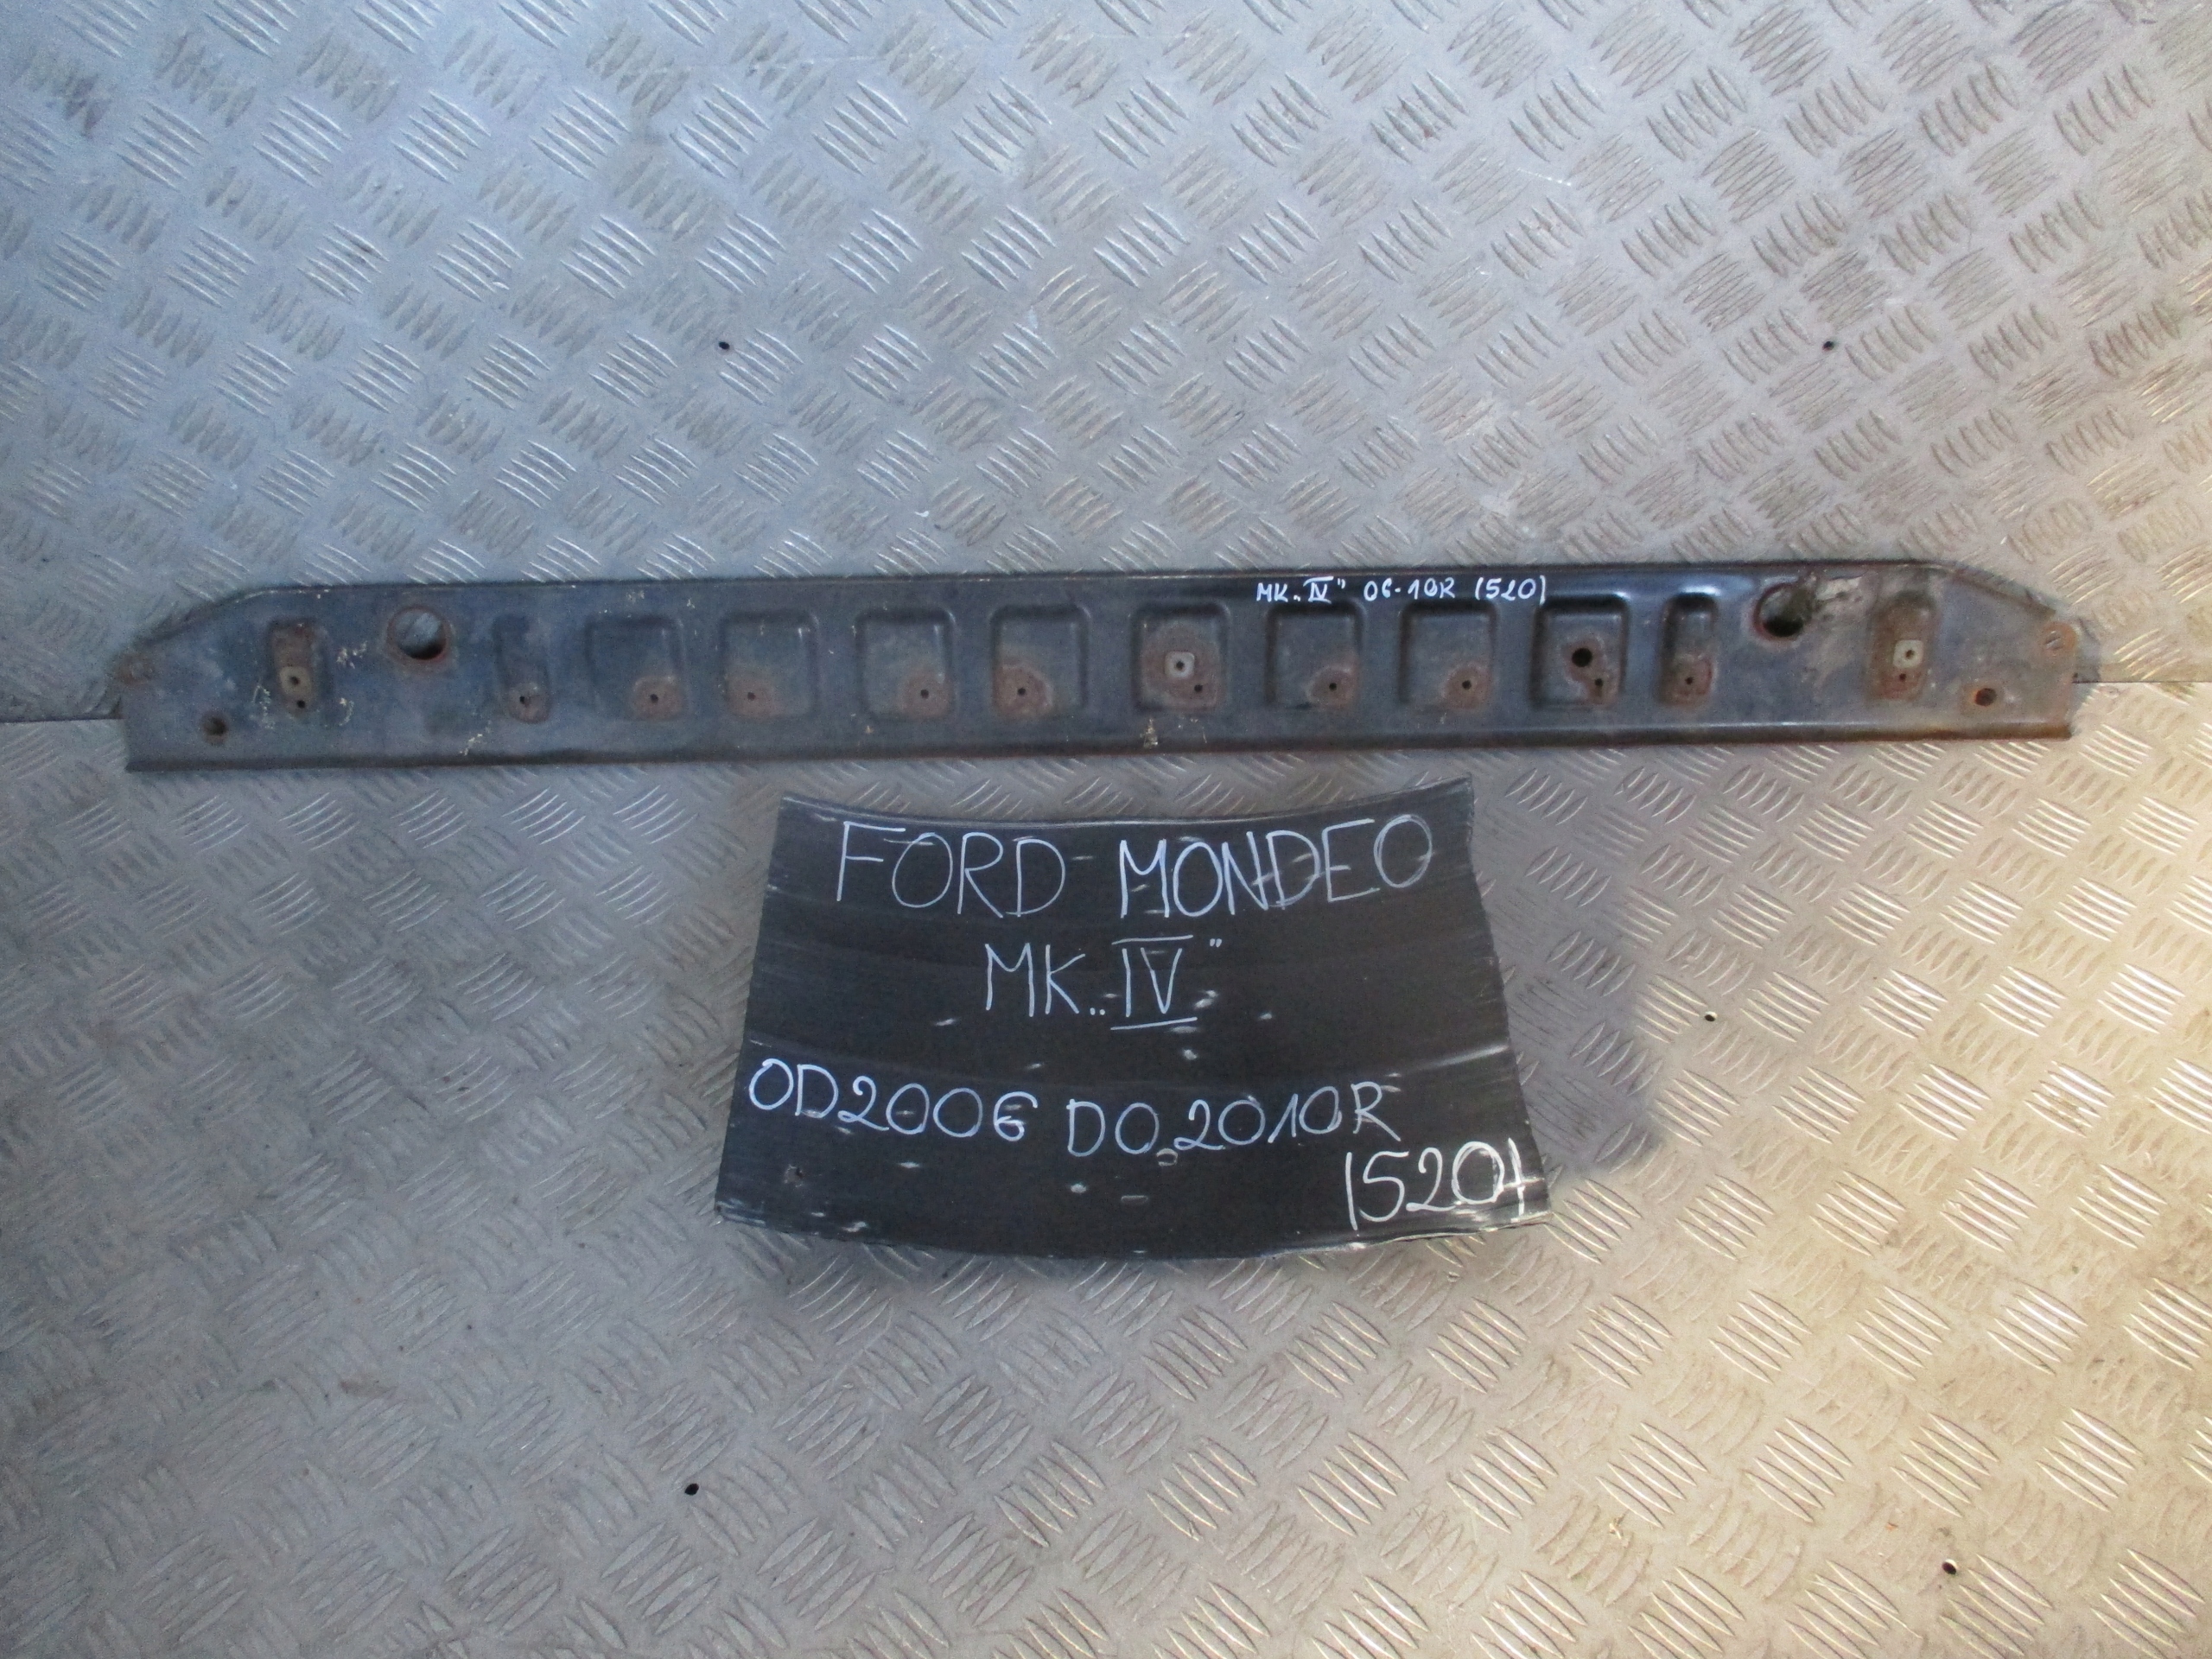 MK.„IV" 06-10R (520)
FORD MONDEO
MK.„IV"
OD2006 DO 2010R
(520)